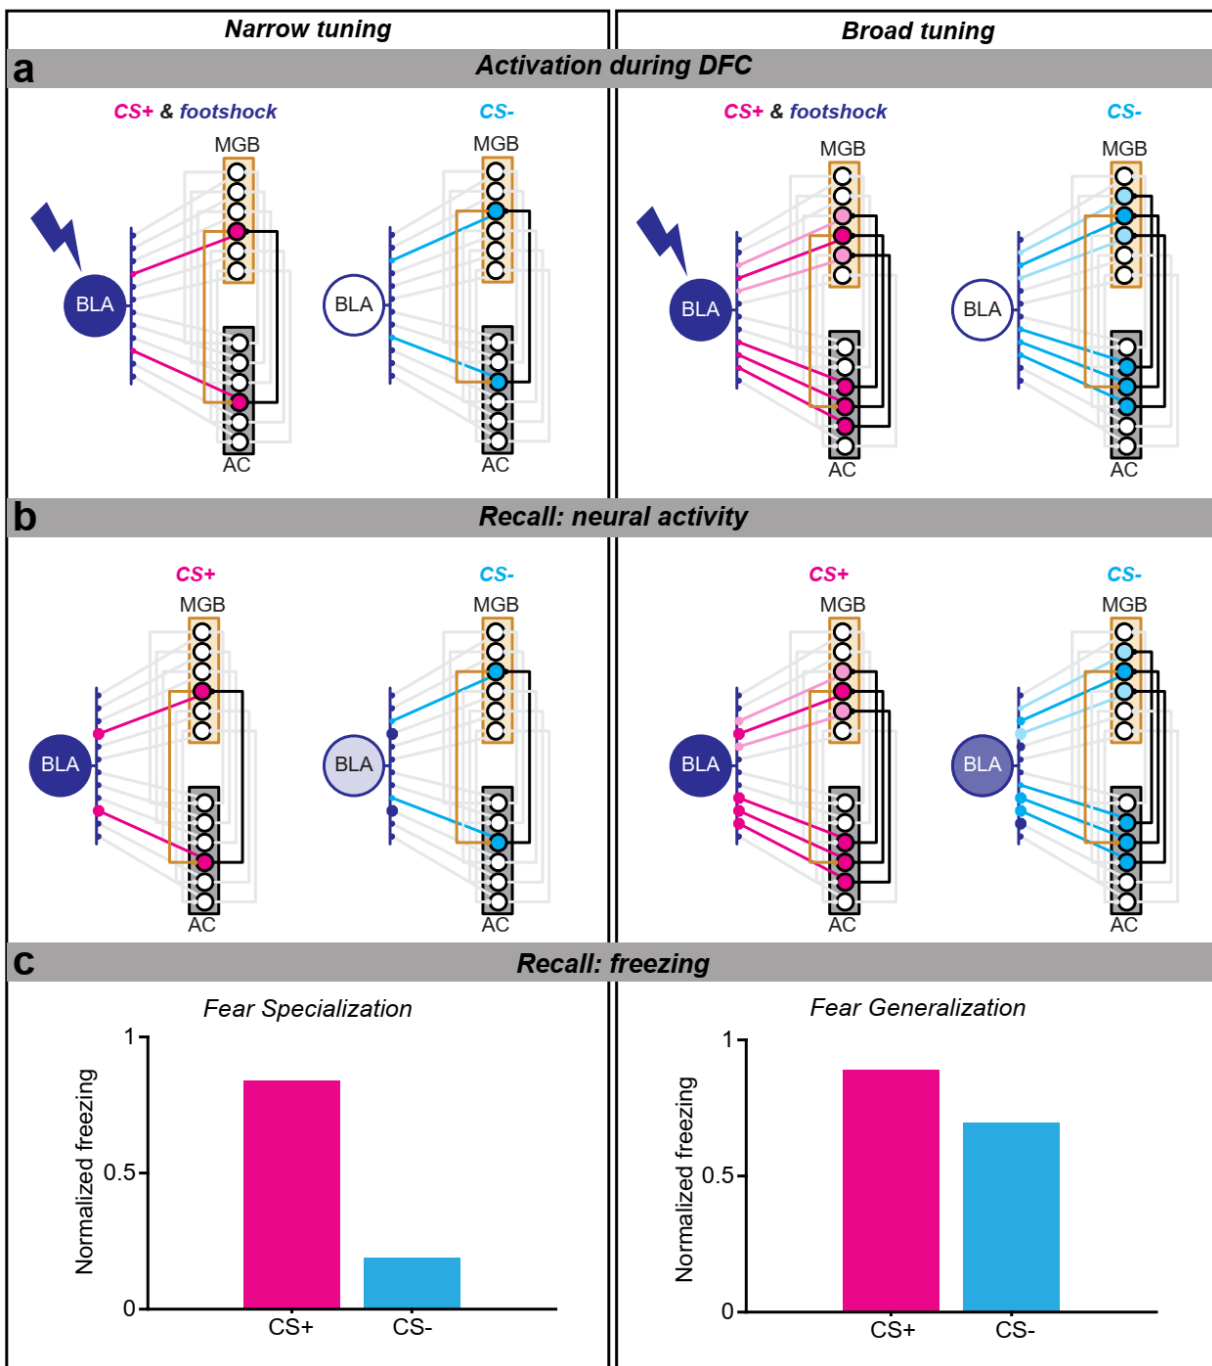 Narrow tuning
Broad tuning
a
Activation during DFC
CS+ & footshock
CS-
CS+ & footshock
CS-
MGB
MGB
MGB
MGB
BLA
BLA
BLA
BLA
AC
AC
AC
AC
b
Recall: neural activity
CS+
CS-
CS+
CS-
MGB
MGB
MGB
MGB
BLA
BLA
BLA
BLA
AC
AC
AC
AC
c
Recall: freezing
Fear Specialization
Normalized freezing
1
0.5
0
CS+
CS-
Fear Generalization
Normalized freezing
1
0.5
0
CS+
CS-